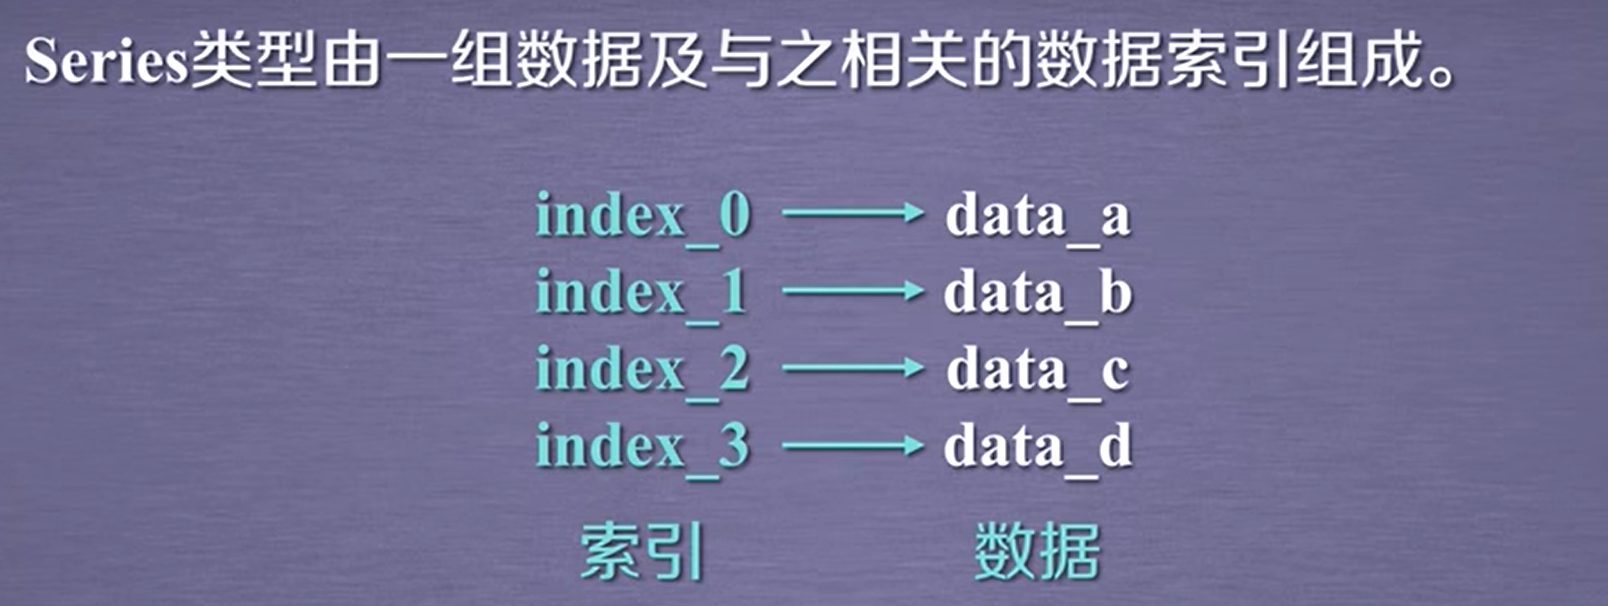 Series类型由一组数据及与之相关的数据索引组成。
index_0 data_a
index_1 data_b
index_2 data_c
index_3 data_d
索引 数据